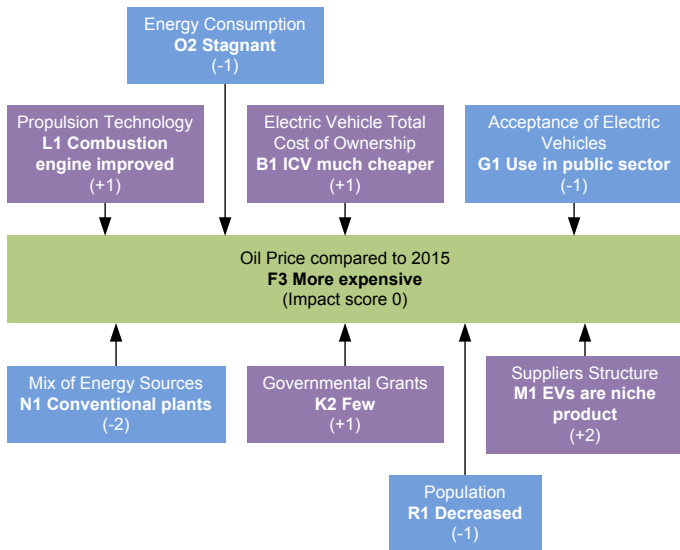 Energy Consumption
O2 Stagnant
(-1)
Propulsion Technology
L1 Combustion
engine improved
(+1)
Electric Vehicle Total
Cost of Ownership
B1 ICV much cheaper
(+1)
Acceptance of Electric
Vehicles
G1 Use in public sector
(-1)
Oil Price compared to 2015
F3 More expensive
(Impact score 0)
Mix of Energy Sources
N1 Conventional plants
(-2)
Governmental Grants
K2 Few
(+1)
Suppliers Structure
M1 EVs are niche
product
(+2)
Population
R1 Decreased
(-1)